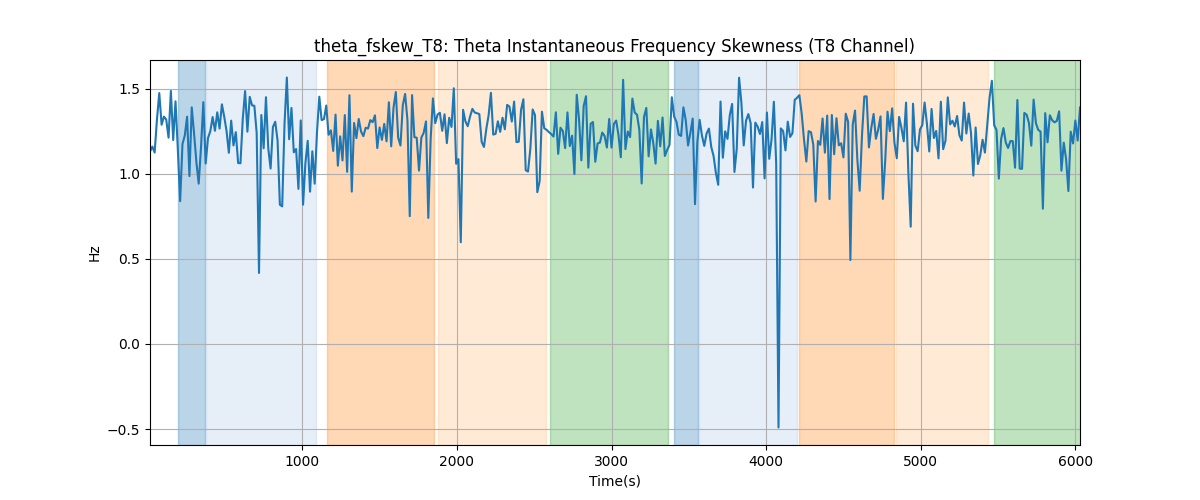 theta_fskew_T8: Theta Instantaneous Frequency Skewness (T8 Channel)
1.5
1.0
0.5
0.0
−0.5
Hz
1000 2000 3000 4000 5000 6000
Time(s)